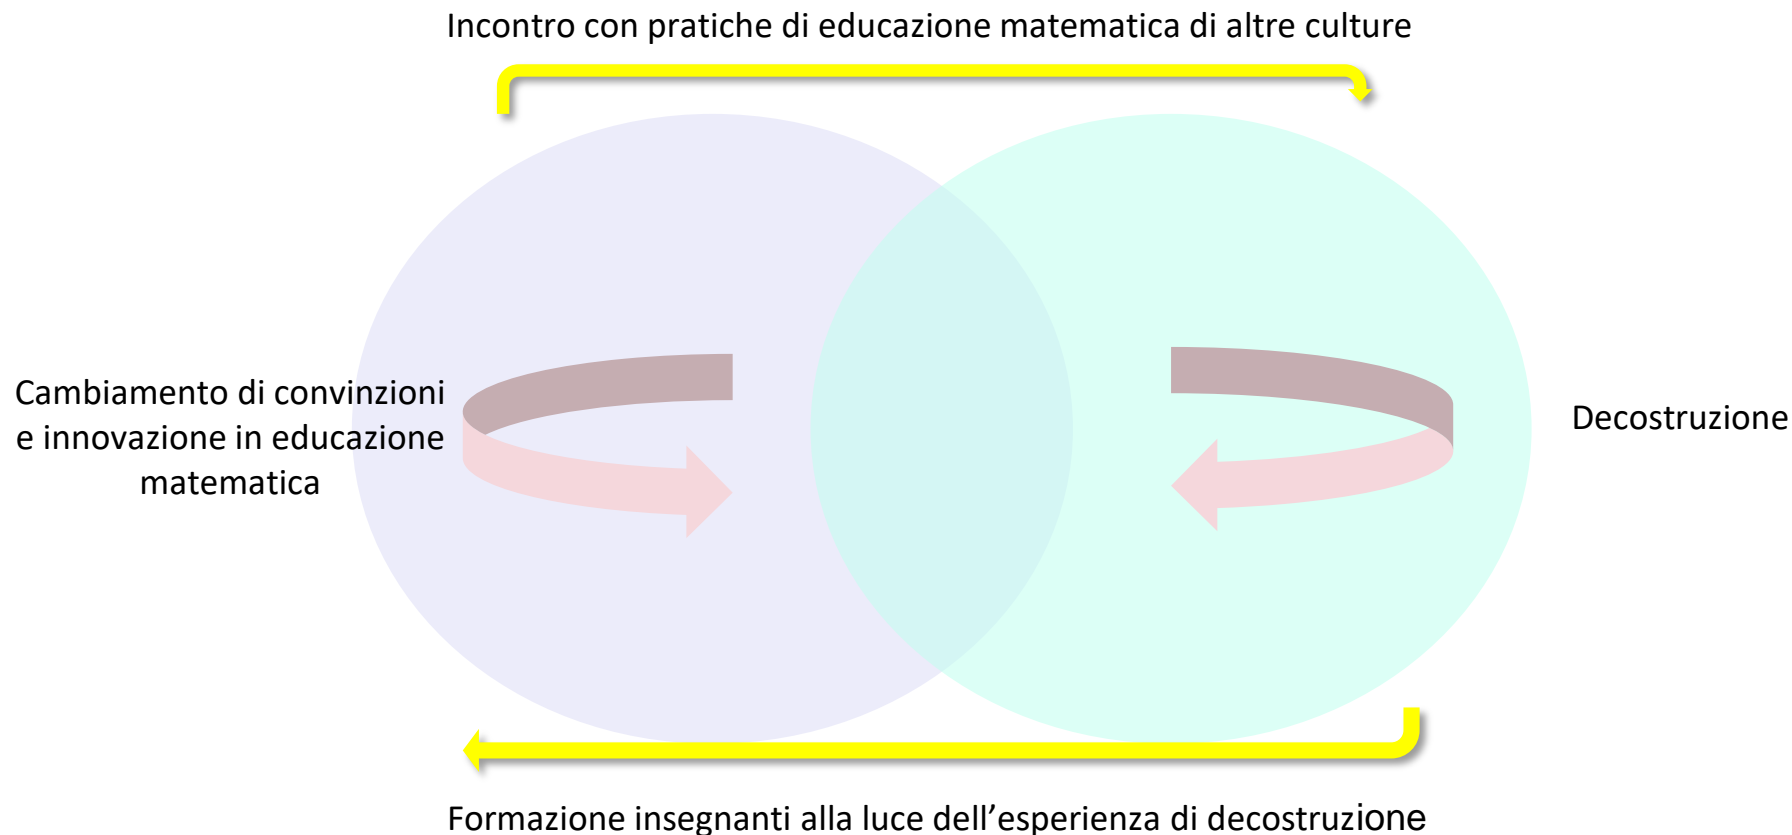 Incontro con pratiche di educazione matematica di altre culture
Cambiamento di convinzioni
e innovazione in educazione
matematica
Decostruzione
Formazione insegnanti alla luce dell’esperienza di decostruzione